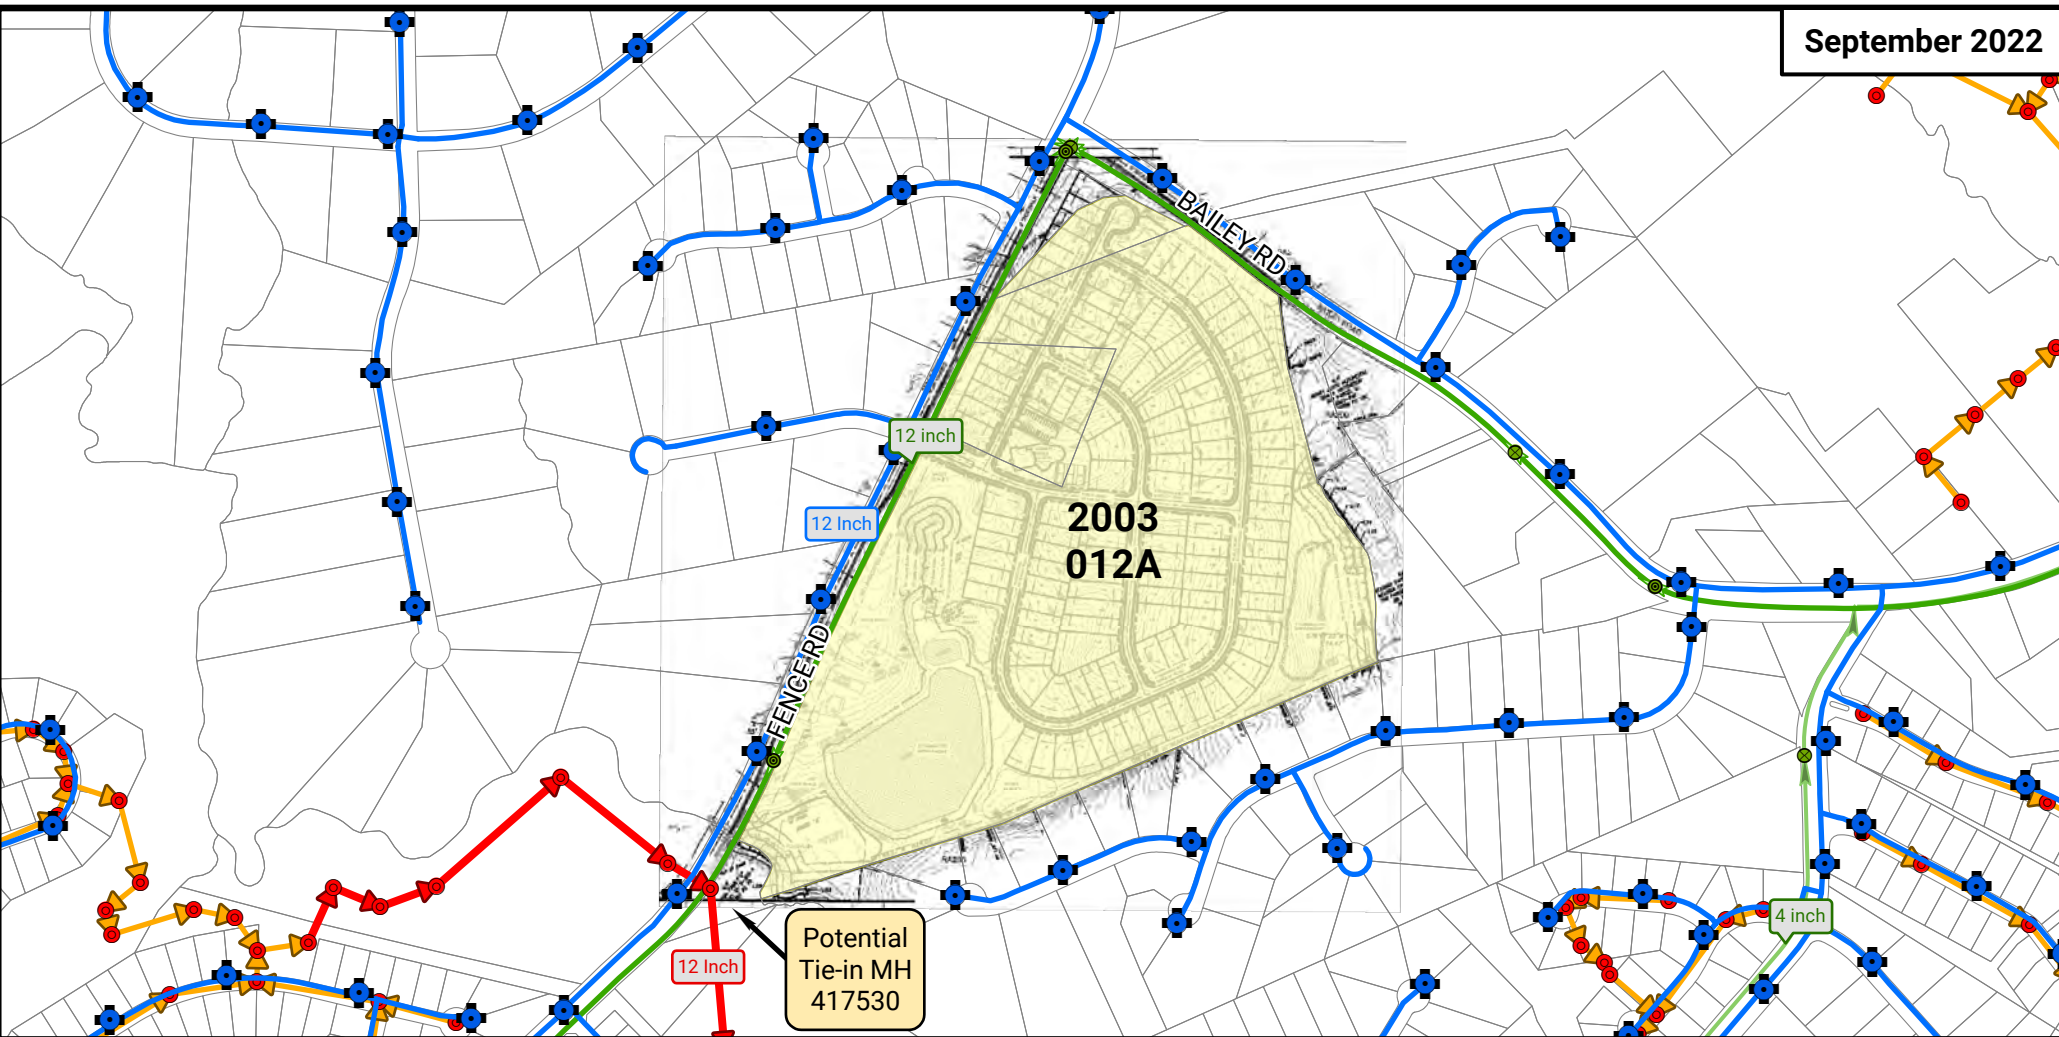 September 2022
BAILEY RD
12 inch
12 Inch
2003
012A
FENCE RD
12 Inch
Potential
Tie-in MH
417530
4 inch